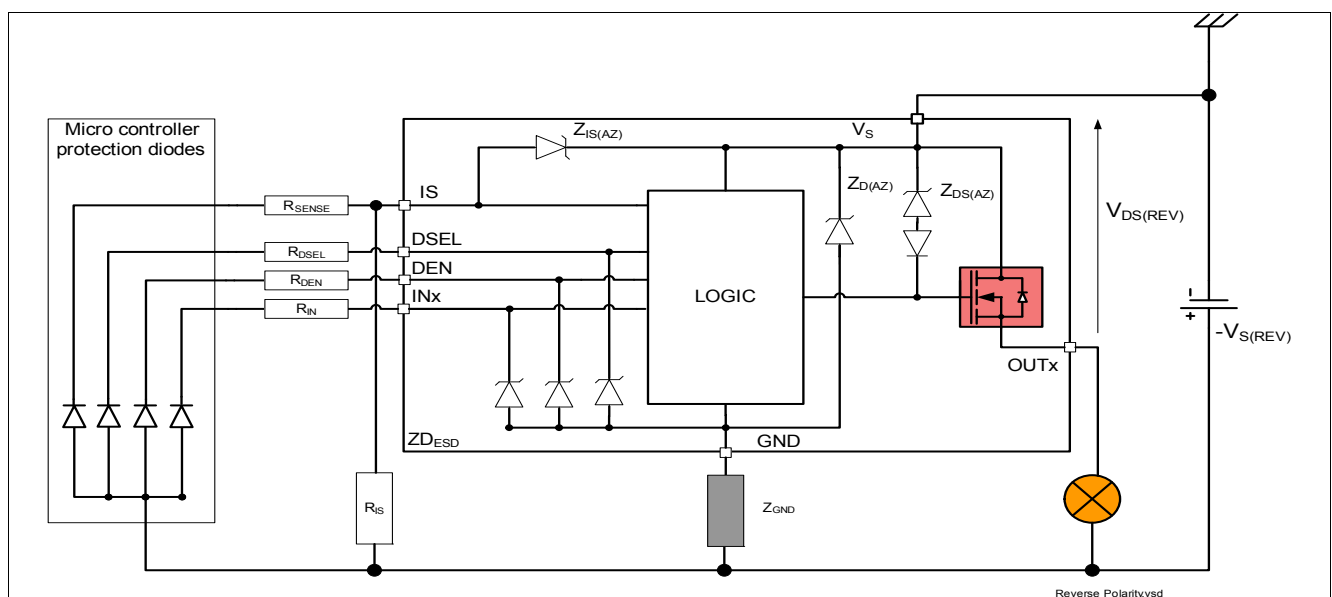 Micro controller
protection diodes
Z_IS(AZ)
V_S
Z_D(AZ)
Z_DS(AZ)
V_DS(REV)
R_SENSE
IS
R_DSEL
DSEL
R_DEN
DEN
R_IN
INx
LOGIC
-
+
-V_S(REV)
OUTx
ZD_ESD
GND
R_IS
Z_GND
Reverse Polarity.vsd